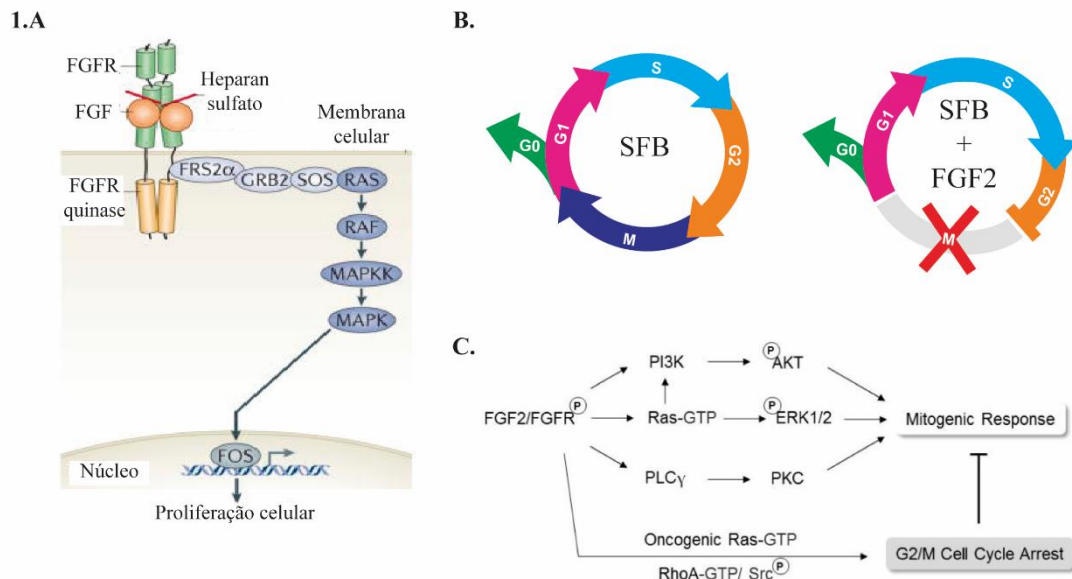 1.A
FGFR
Heparan
sulfato
FGF
Membrana
celular
FRS2α
GRB2
SOS
RAS
FGFR
quinase
RAF
MAPKK
MAPK
FOS
Núcleo
Proliferação celular
B.
S
G2
M
G1
G0
SFB
S
G2
M
G1
G0
SFB
+
FGF2
C.
PI3K
P
AKT
FGF2/FGFR
P
Ras-GTP
P
ERK1/2
Mitogenic Response
PLCγ
PKC
Oncogenic Ras-GTP
RhoA-GTP/ Src
P
G2/M Cell Cycle Arrest